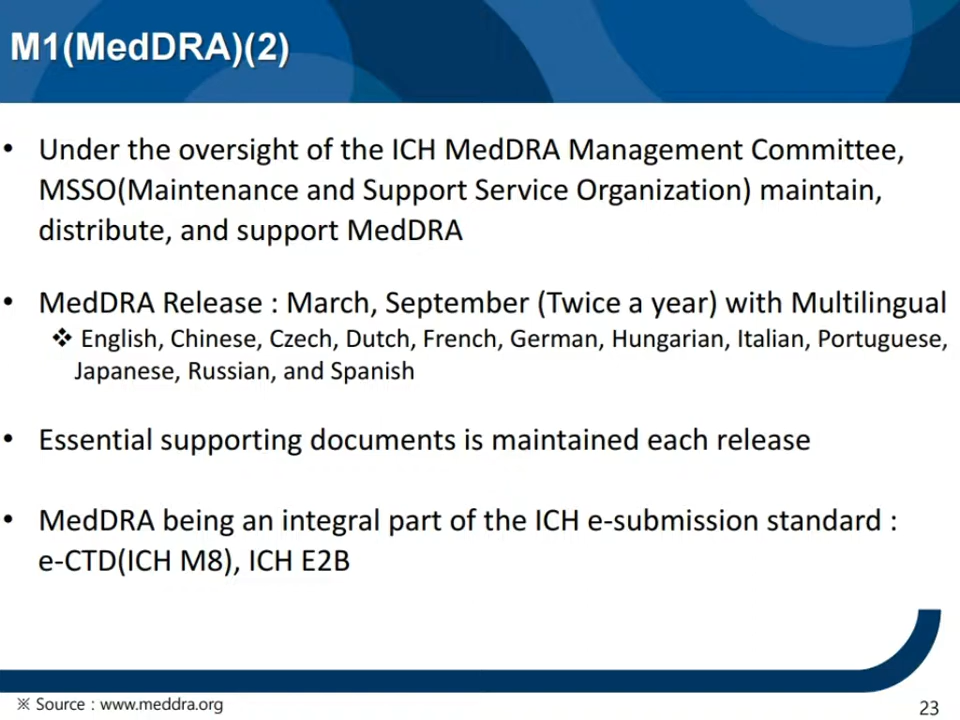 M1(MedDRA)(2)
• Under the oversight of the ICH MedDRA Management Committee,
MSSO(Maintenance and Support Service Organization) maintain,
distribute, and support MedDRA
• MedDRA Release : March, September (Twice a year) with Multilingual
❖ English, Chinese, Czech, Dutch, French, German, Hungarian, Italian, Portuguese,
Japanese, Russian, and Spanish
• Essential supporting documents is maintained each release
• MedDRA being an integral part of the ICH e-submission standard :
e-CTD(ICH M8), ICH E2B
※ Source : www.meddra.org
23